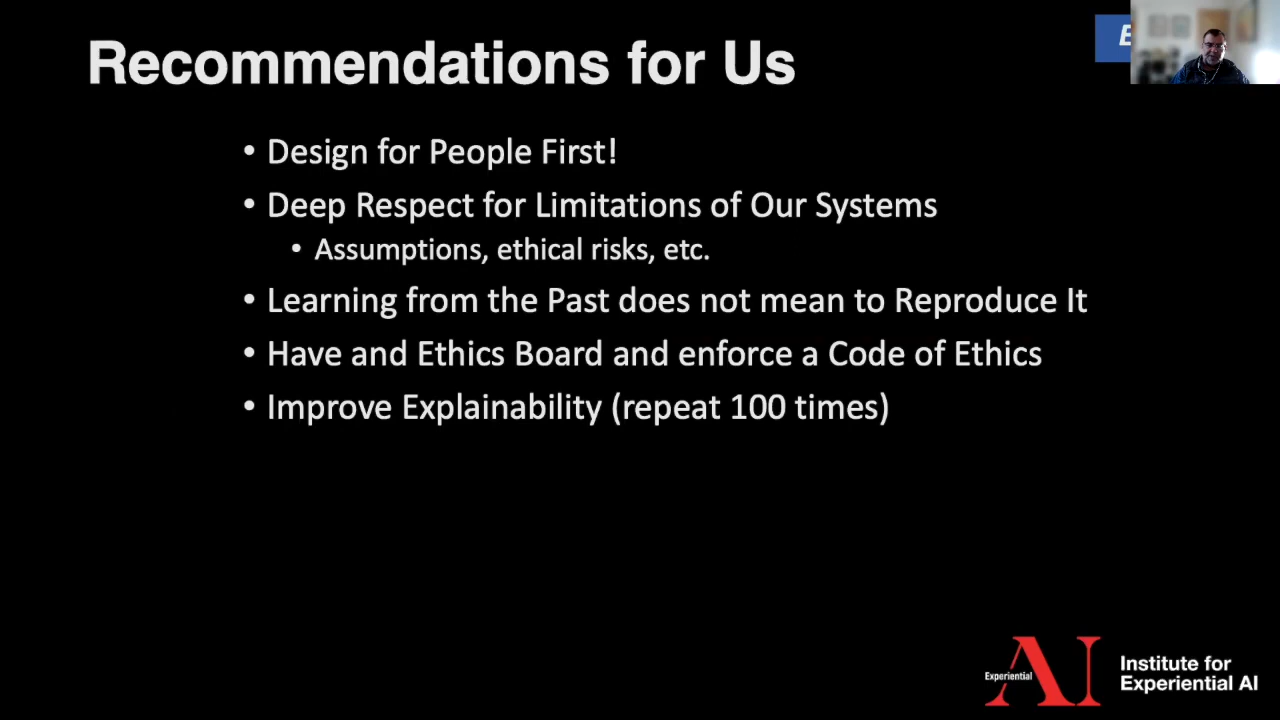 Recommendations for Us
E
• Design for People First!
• Deep Respect for Limitations of Our Systems
• Assumptions, ethical risks, etc.
• Learning from the Past does not mean to Reproduce It
• Have and Ethics Board and enforce a Code of Ethics
• Improve Explainability (repeat 100 times)
Experiential AI
Institute for
Experiential AI